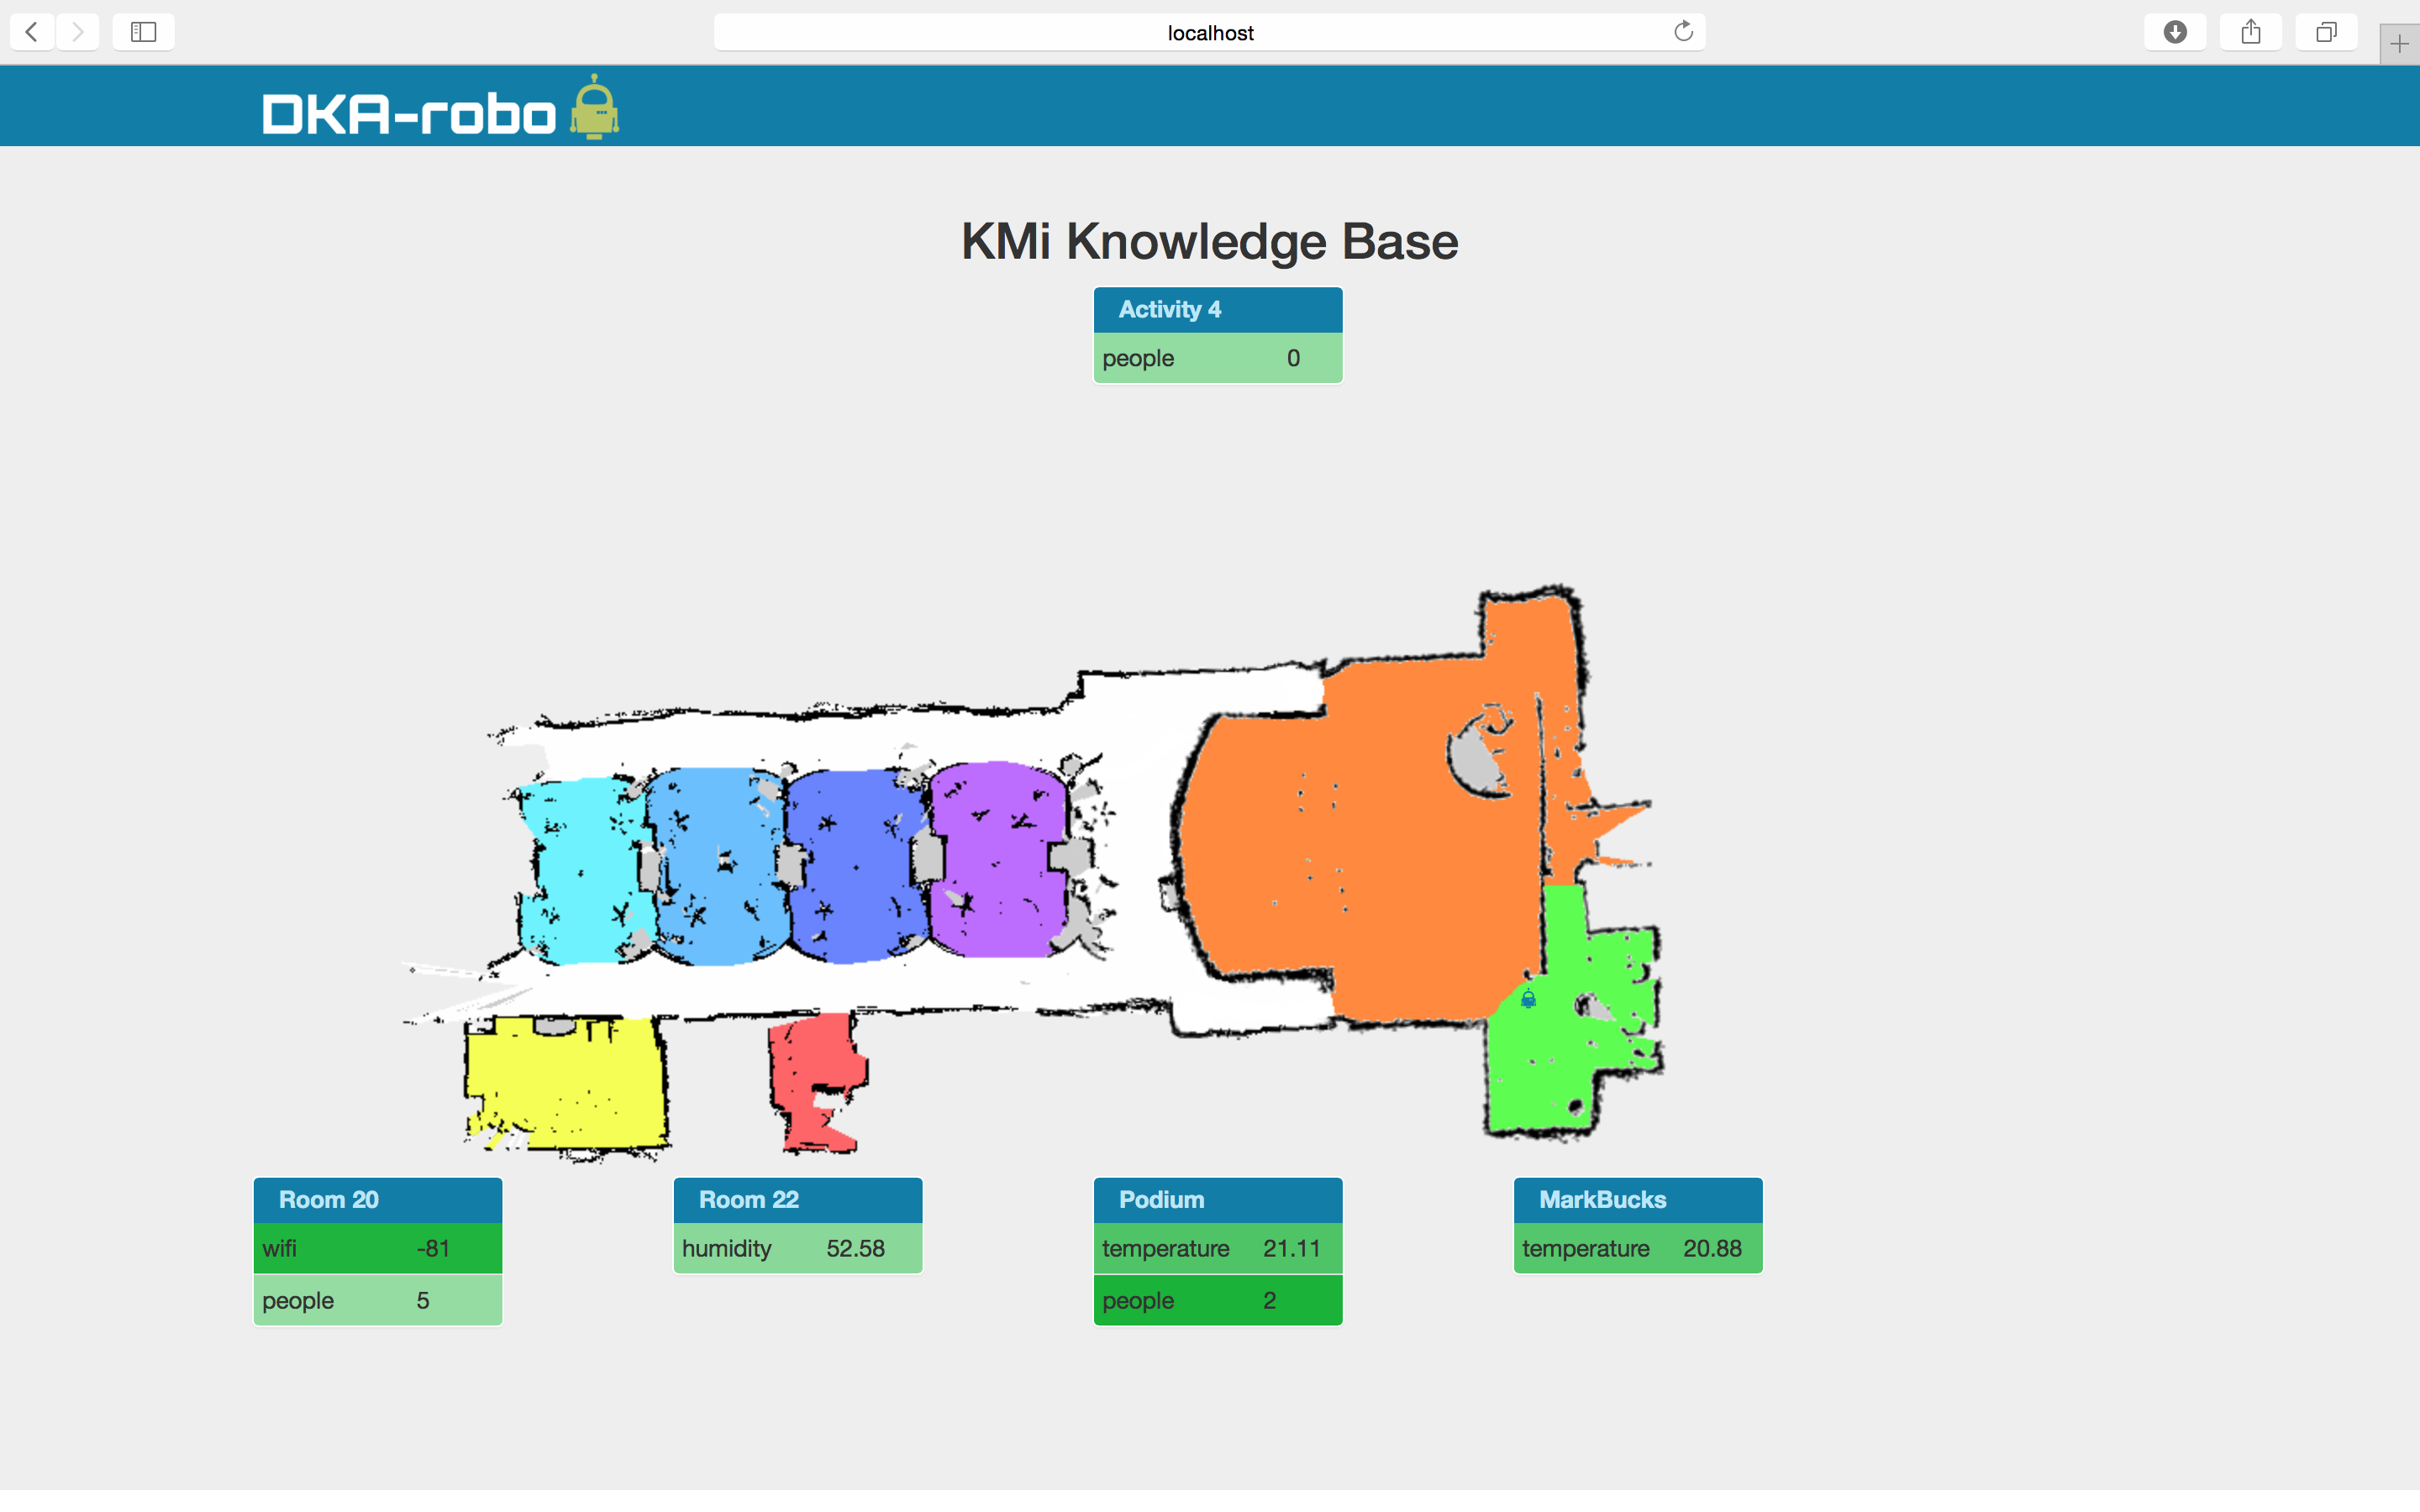 localhost
DKA-robo
KMi Knowledge Base
Activity 4
people 0
Room 20
wifi -81
people 5
Room 22
humidity 52.58
Podium
temperature 21.11
people 2
MarkBucks
temperature 20.88